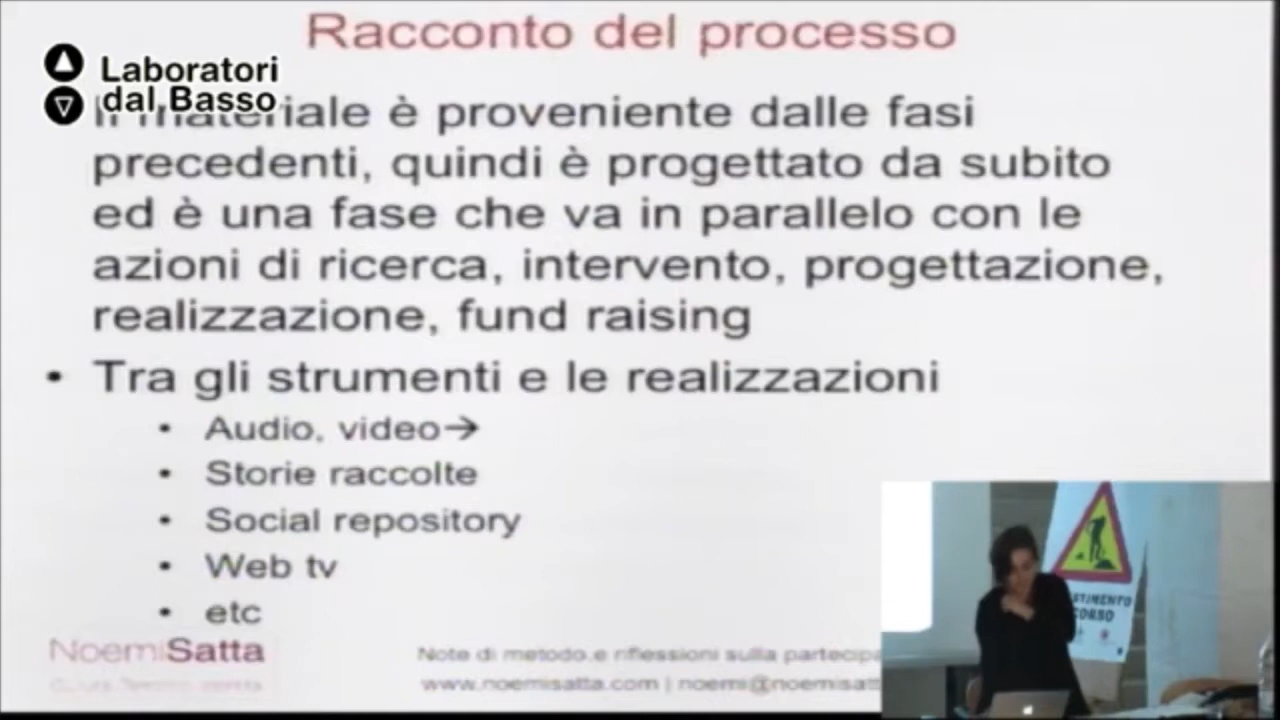 Racconto del processo
Laboratori
dal Basso
Il materiale è proveniente dalle fasi
precedenti, quindi è progettato da subito
ed è una fase che va in parallelo con le
azioni di ricerca, intervento, progettazione,
realizzazione, fund raising
• Tra gli strumenti e le realizzazioni
• Audio, video→
• Storie raccolte
• Social repository
• Web tv
• etc
NoemiSatta
Note di metodo e riflessioni sulla partecipa
www.noemisatta.com | noemi@noemisatt